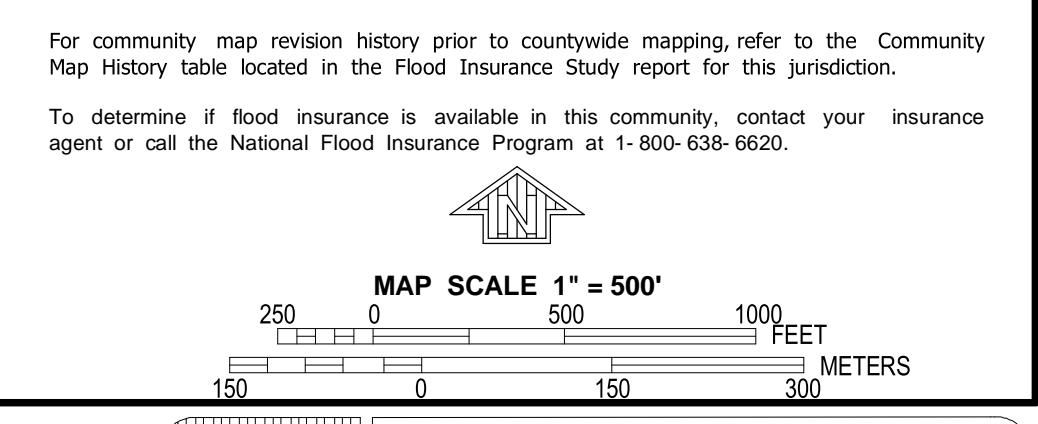 For community map revision history prior to countywide mapping, refer to the Community
Map History table located in the Flood Insurance Study report for this jurisdiction.
To determine if flood insurance is available in this community, contact your insurance
agent or call the National Flood Insurance Program at 1- 800- 638- 6620.
N
MAP SCALE 1" = 500'
250 0 500 1000
FEET
METERS
150 0 150 300